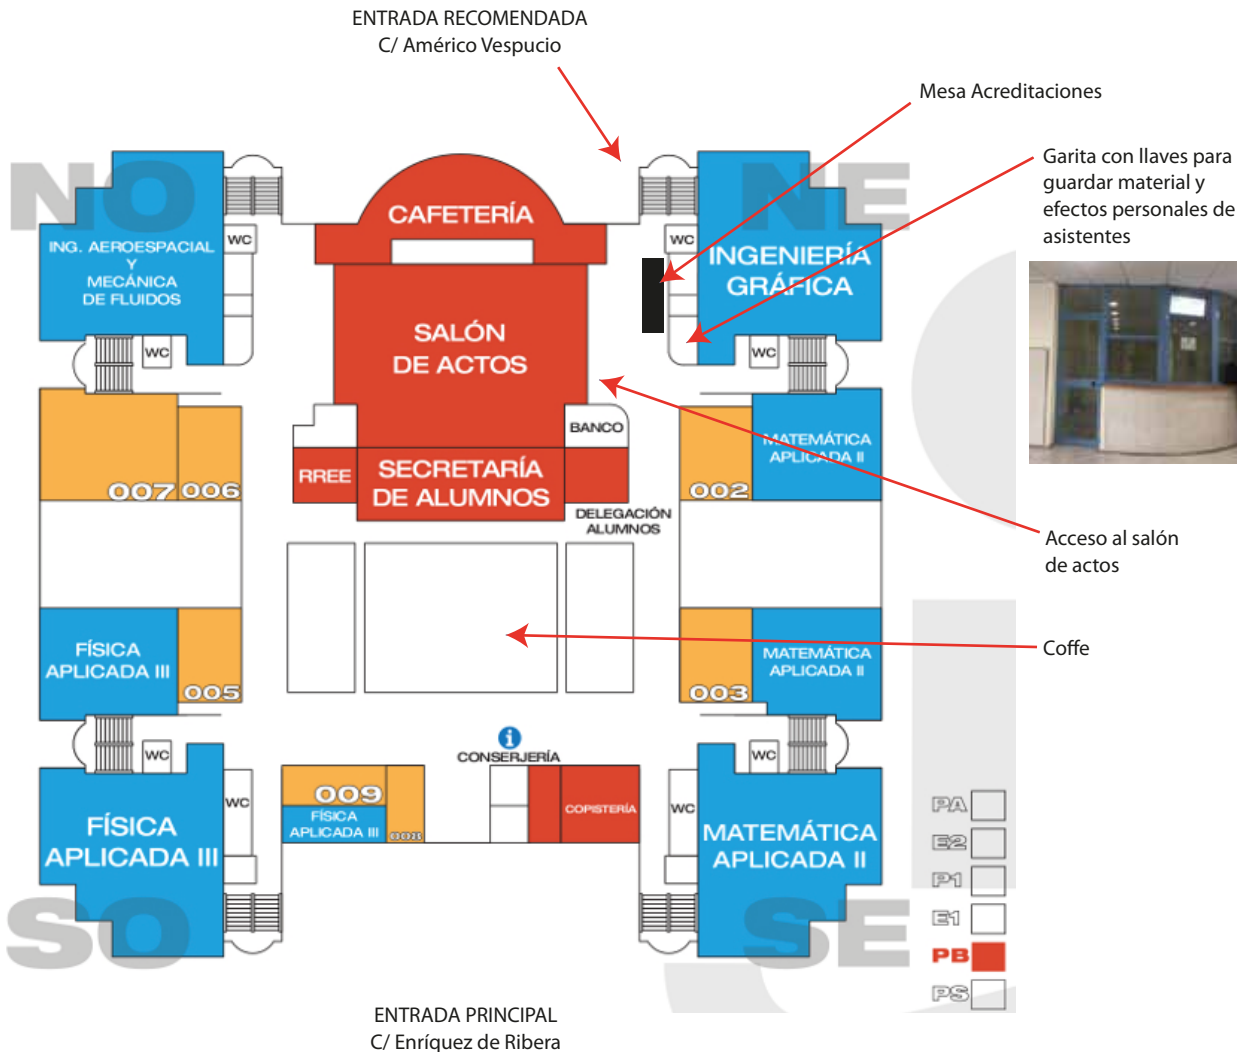 ENTRADA RECOMENDADA
C/ Américo Vespucio
Mesa Acreditaciones
Garita con llaves para
guardar material y
efectos personales de
asistentes
NO
NE
CAFETERÍA
WC
WC
ING. AEROESPACIAL
Y
MECÁNICA
DE FLUIDOS
INGENIERÍA
GRÁFICA
SALÓN
DE ACTOS
WC
WC
BANCO
MATEMÁTICA
APLICADA II
RREE
SECRETARÍA
DE ALUMNOS
007
006
002
DELEGACIÓN
ALUMNOS
Acceso al salón
de actos
FÍSICA
APLICADA III
005
003
MATEMÁTICA
APLICADA II
Coffe
i
CONSERJERÍA
WC
WC
009
FÍSICA
APLICADA III
008
COPISTERÍA
WC
WC
FÍSICA
APLICADA III
MATEMÁTICA
APLICADA II
SO
SE
PA
E2
P1
E1
PB
PS
ENTRADA PRINCIPAL
C/ Enríquez de Ribera